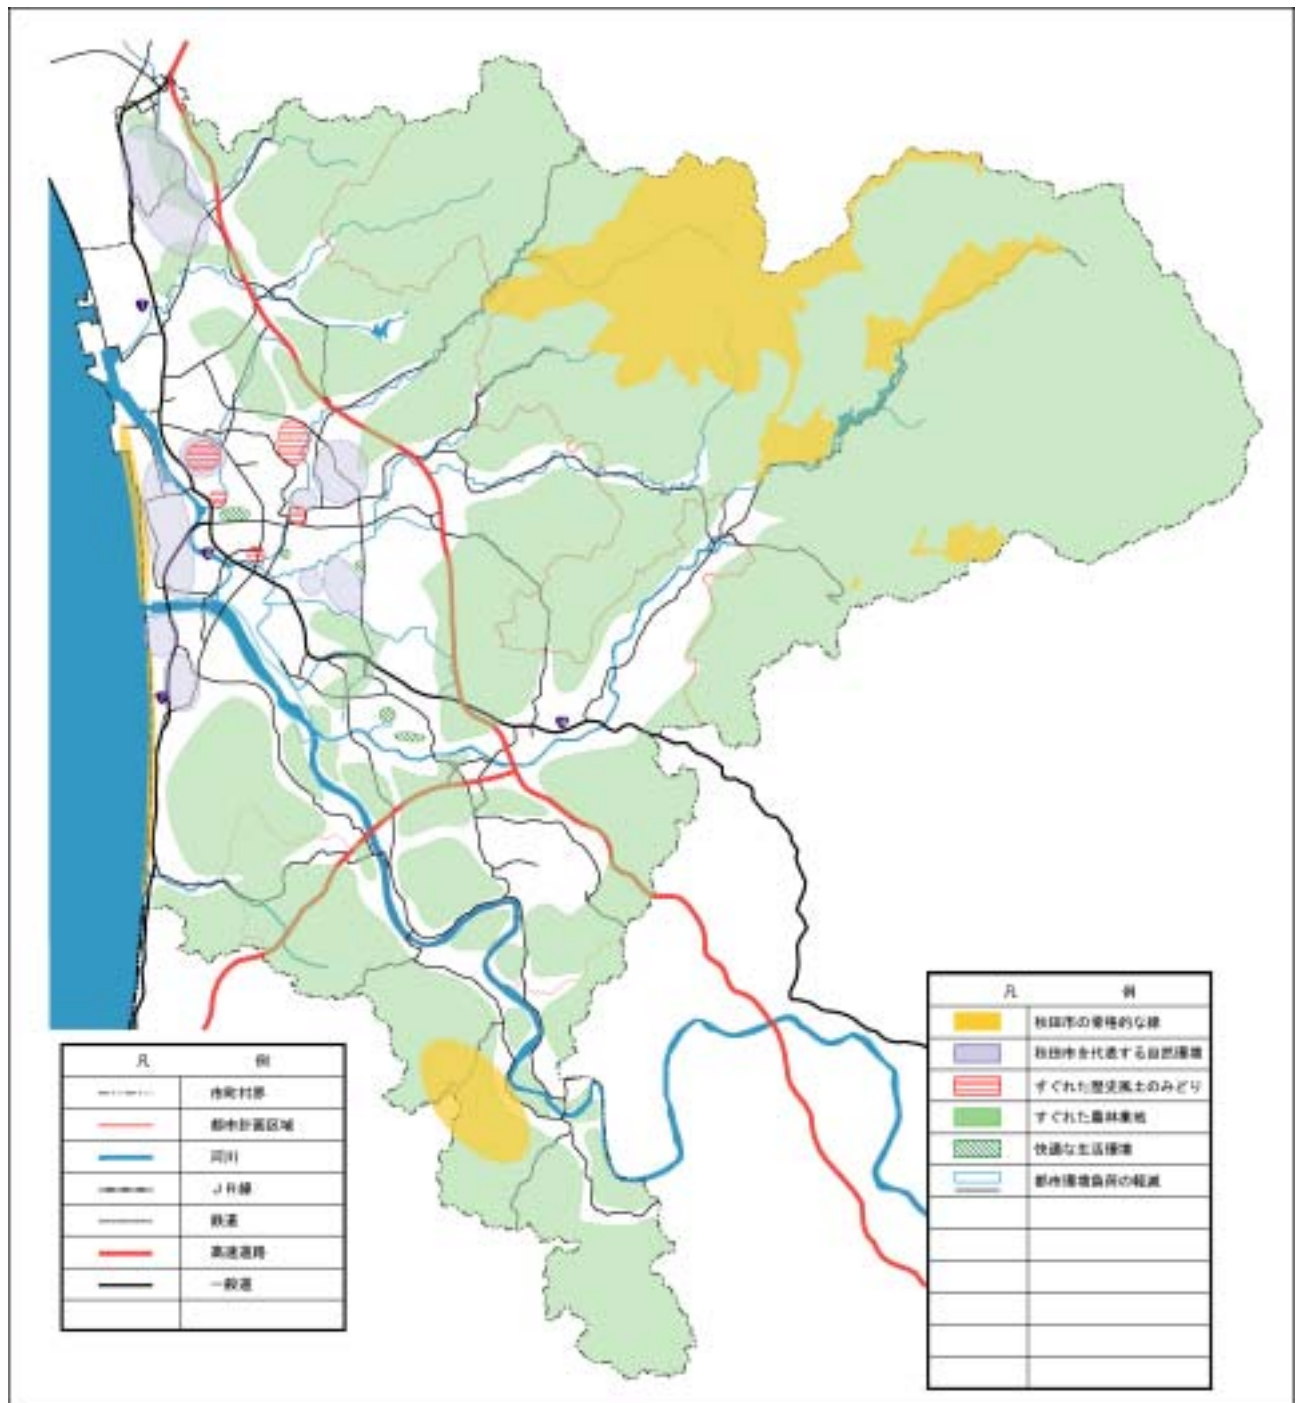 凡 例
市町村界
都市計画区域
河川
JR線
鉄道
高速道路
一般道
凡 例
秋田市の骨格的な緑
秋田市を代表する自然環境
すぐれた歴史風土のみどり
すぐれた農林業地
快適な生活環境
都市環境負荷の軽減